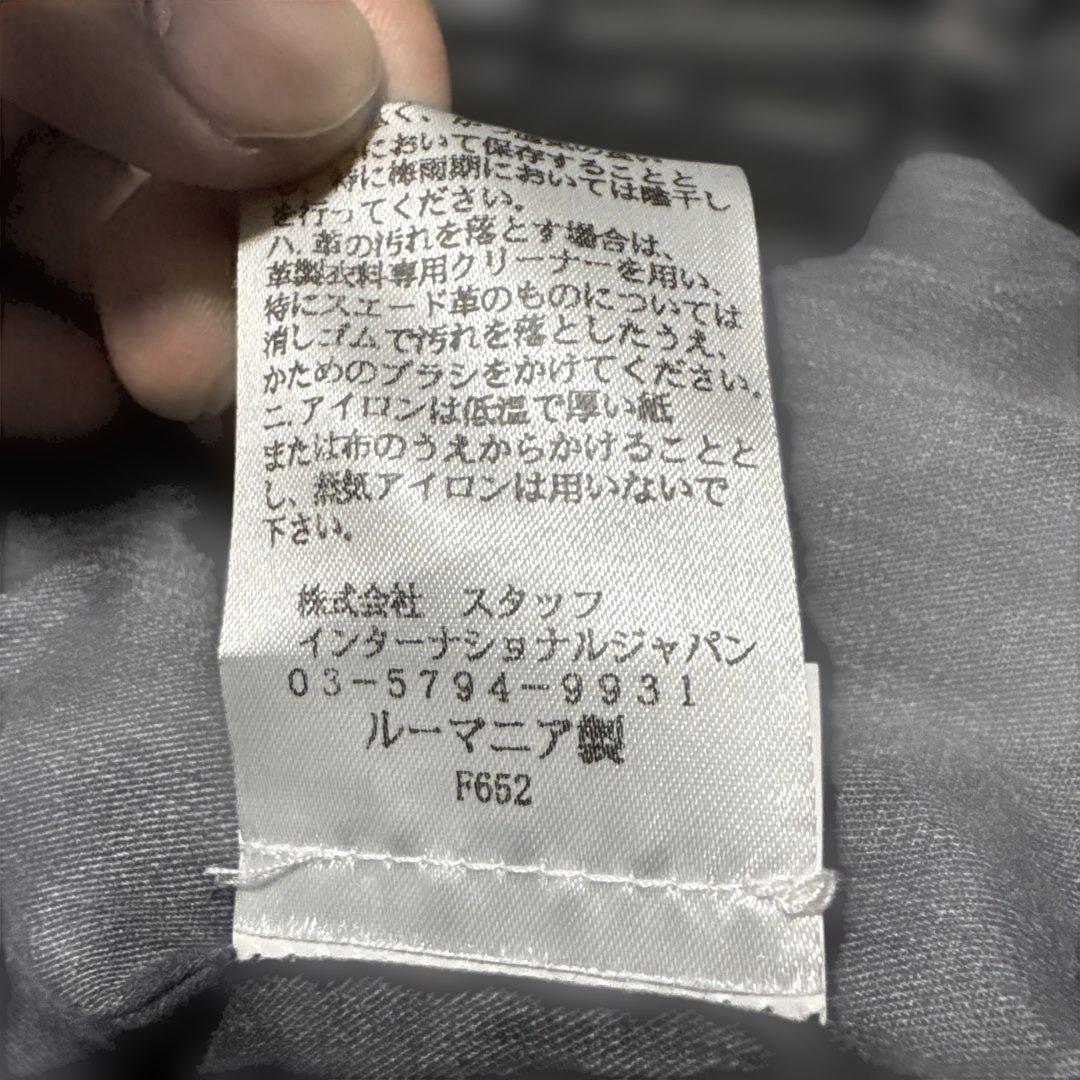 において保存することと
特に梅雨期においては陰干し
を行ってください。
ハ.革の汚れを落とす場合は、
革製衣料専用クリーナーを用い、
特にスエード革のものについては
消しゴムで汚れを落としたうえ、
かためのブラシをかけてください。
ニ.アイロンは低温で厚い紙
または布のうえからかけることと
し、蒸気アイロンは用いないで
下さい。
株式会社 スタッフ
インターナショナルジャパン
03-5794-9931
ルーマニア製
F652